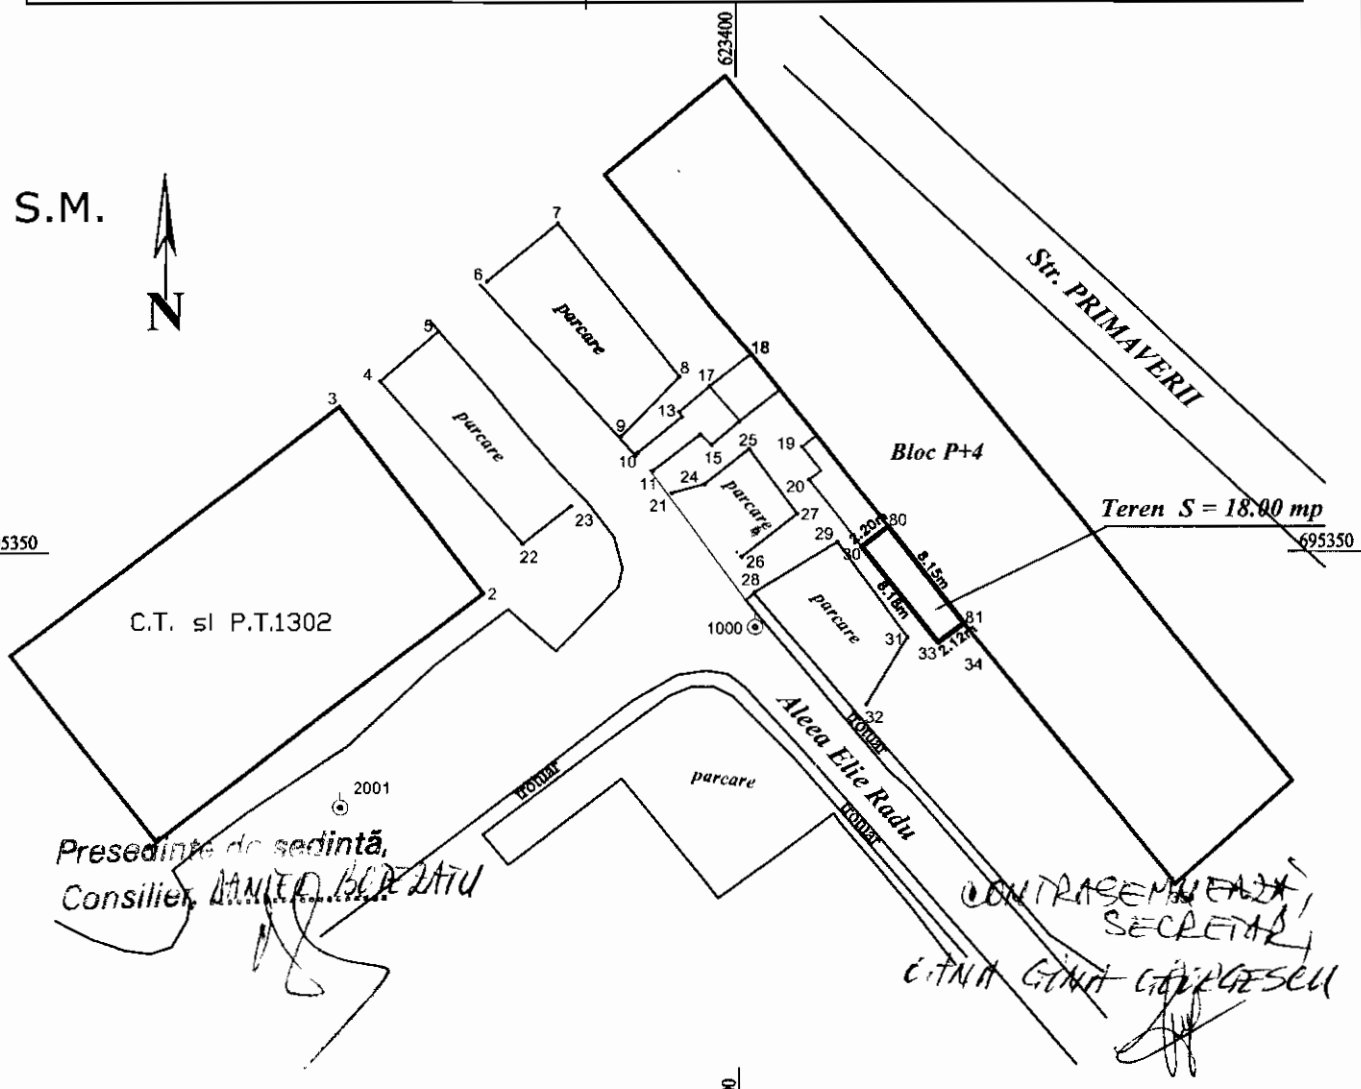 623400
S.M.
N
7
6
Str. PRIMAVERII
parcare
5
18
8
17
4
3
13
parcare
9
19
25
Bloc P+4
10
15
11
24
20
parcare
21
Teren S = 18.00 mp
23
27
80
2.20m
29
5350
22
30
695350
26
8.15m
28
2
8.18m
parcare
C.T. sI P.T.1302
81
1000
31
33
2.12m
34
32
trotuar
Aleea Elie Radu
trotuar
parcare
2001
trotuar
Presedinte de sedintă,
Consilier,
CONTRASEMNEAZĂ,
SECRETAR,